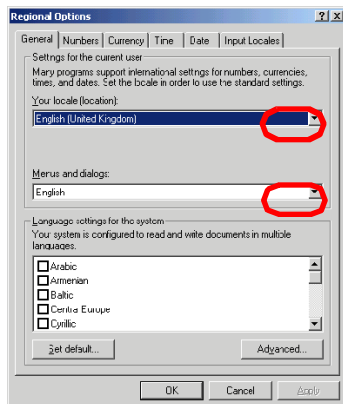 Regional Options
General Numbers Currency Time Date Input Locales
Settings for the current user
Many programs support international settings for numbers, currencies,
times, and dates. Set the locale in order to use the standard settings.
Your locale (location):
English (United Kingdom)
Menus and dialogs:
English
Language settings for the system
Your system is configured to read and write documents in multiple
languages.
Arabic
Armenian
Baltic
Central Europe
Cyrillic
Set default... Advanced...
OK Cancel Apply